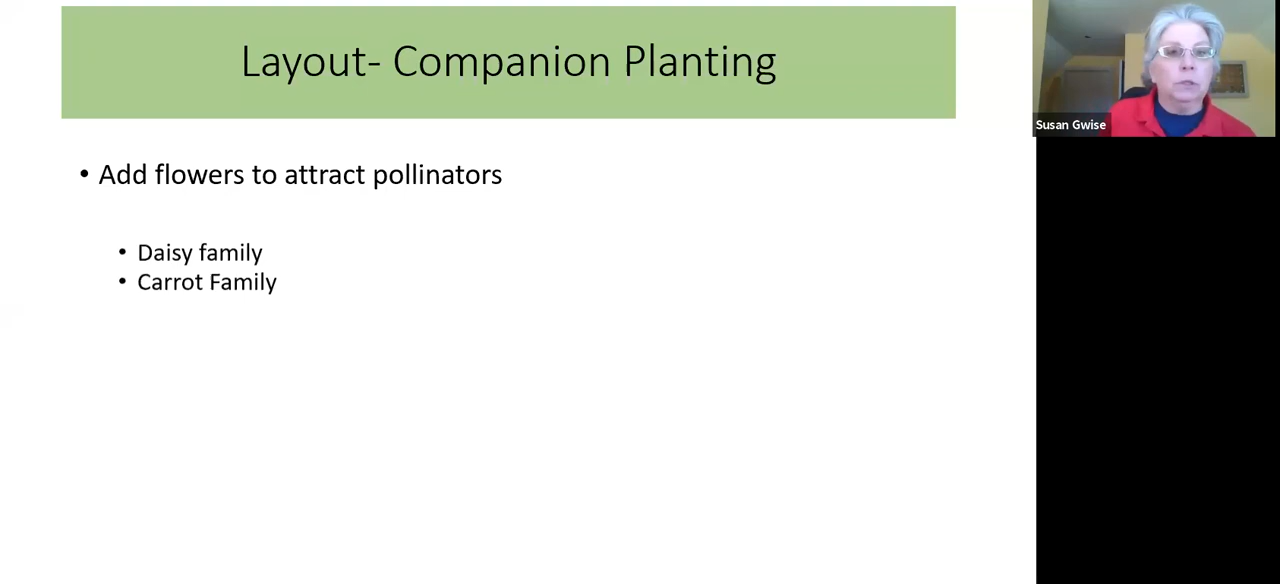 Layout- Companion Planting
Susan Gwise
• Add flowers to attract pollinators
• Daisy family
• Carrot Family